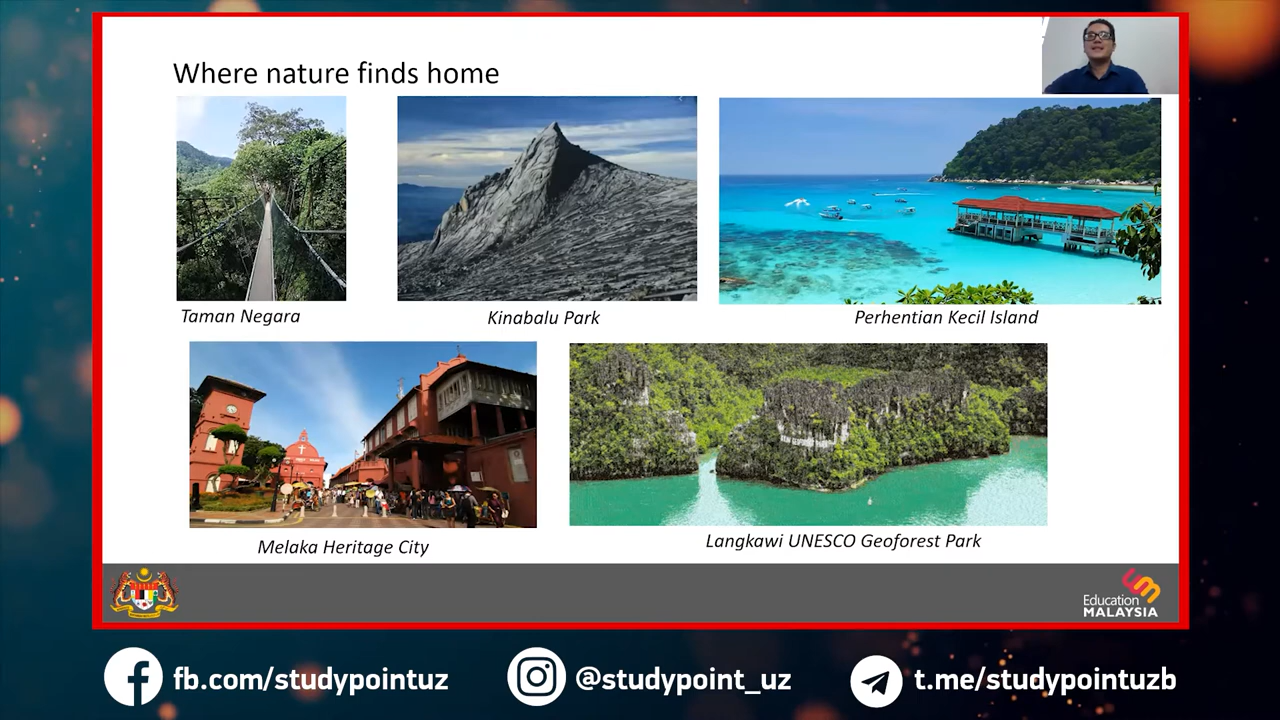 Where nature finds home
Taman Negara
Kinabalu Park
Perhentian Kecil Island
Melaka Heritage City
Langkawi UNESCO Geoforest Park
Education
MALAYSIA
fb.com/studypointuz
@studypoint_uz
t.me/studypointuzb